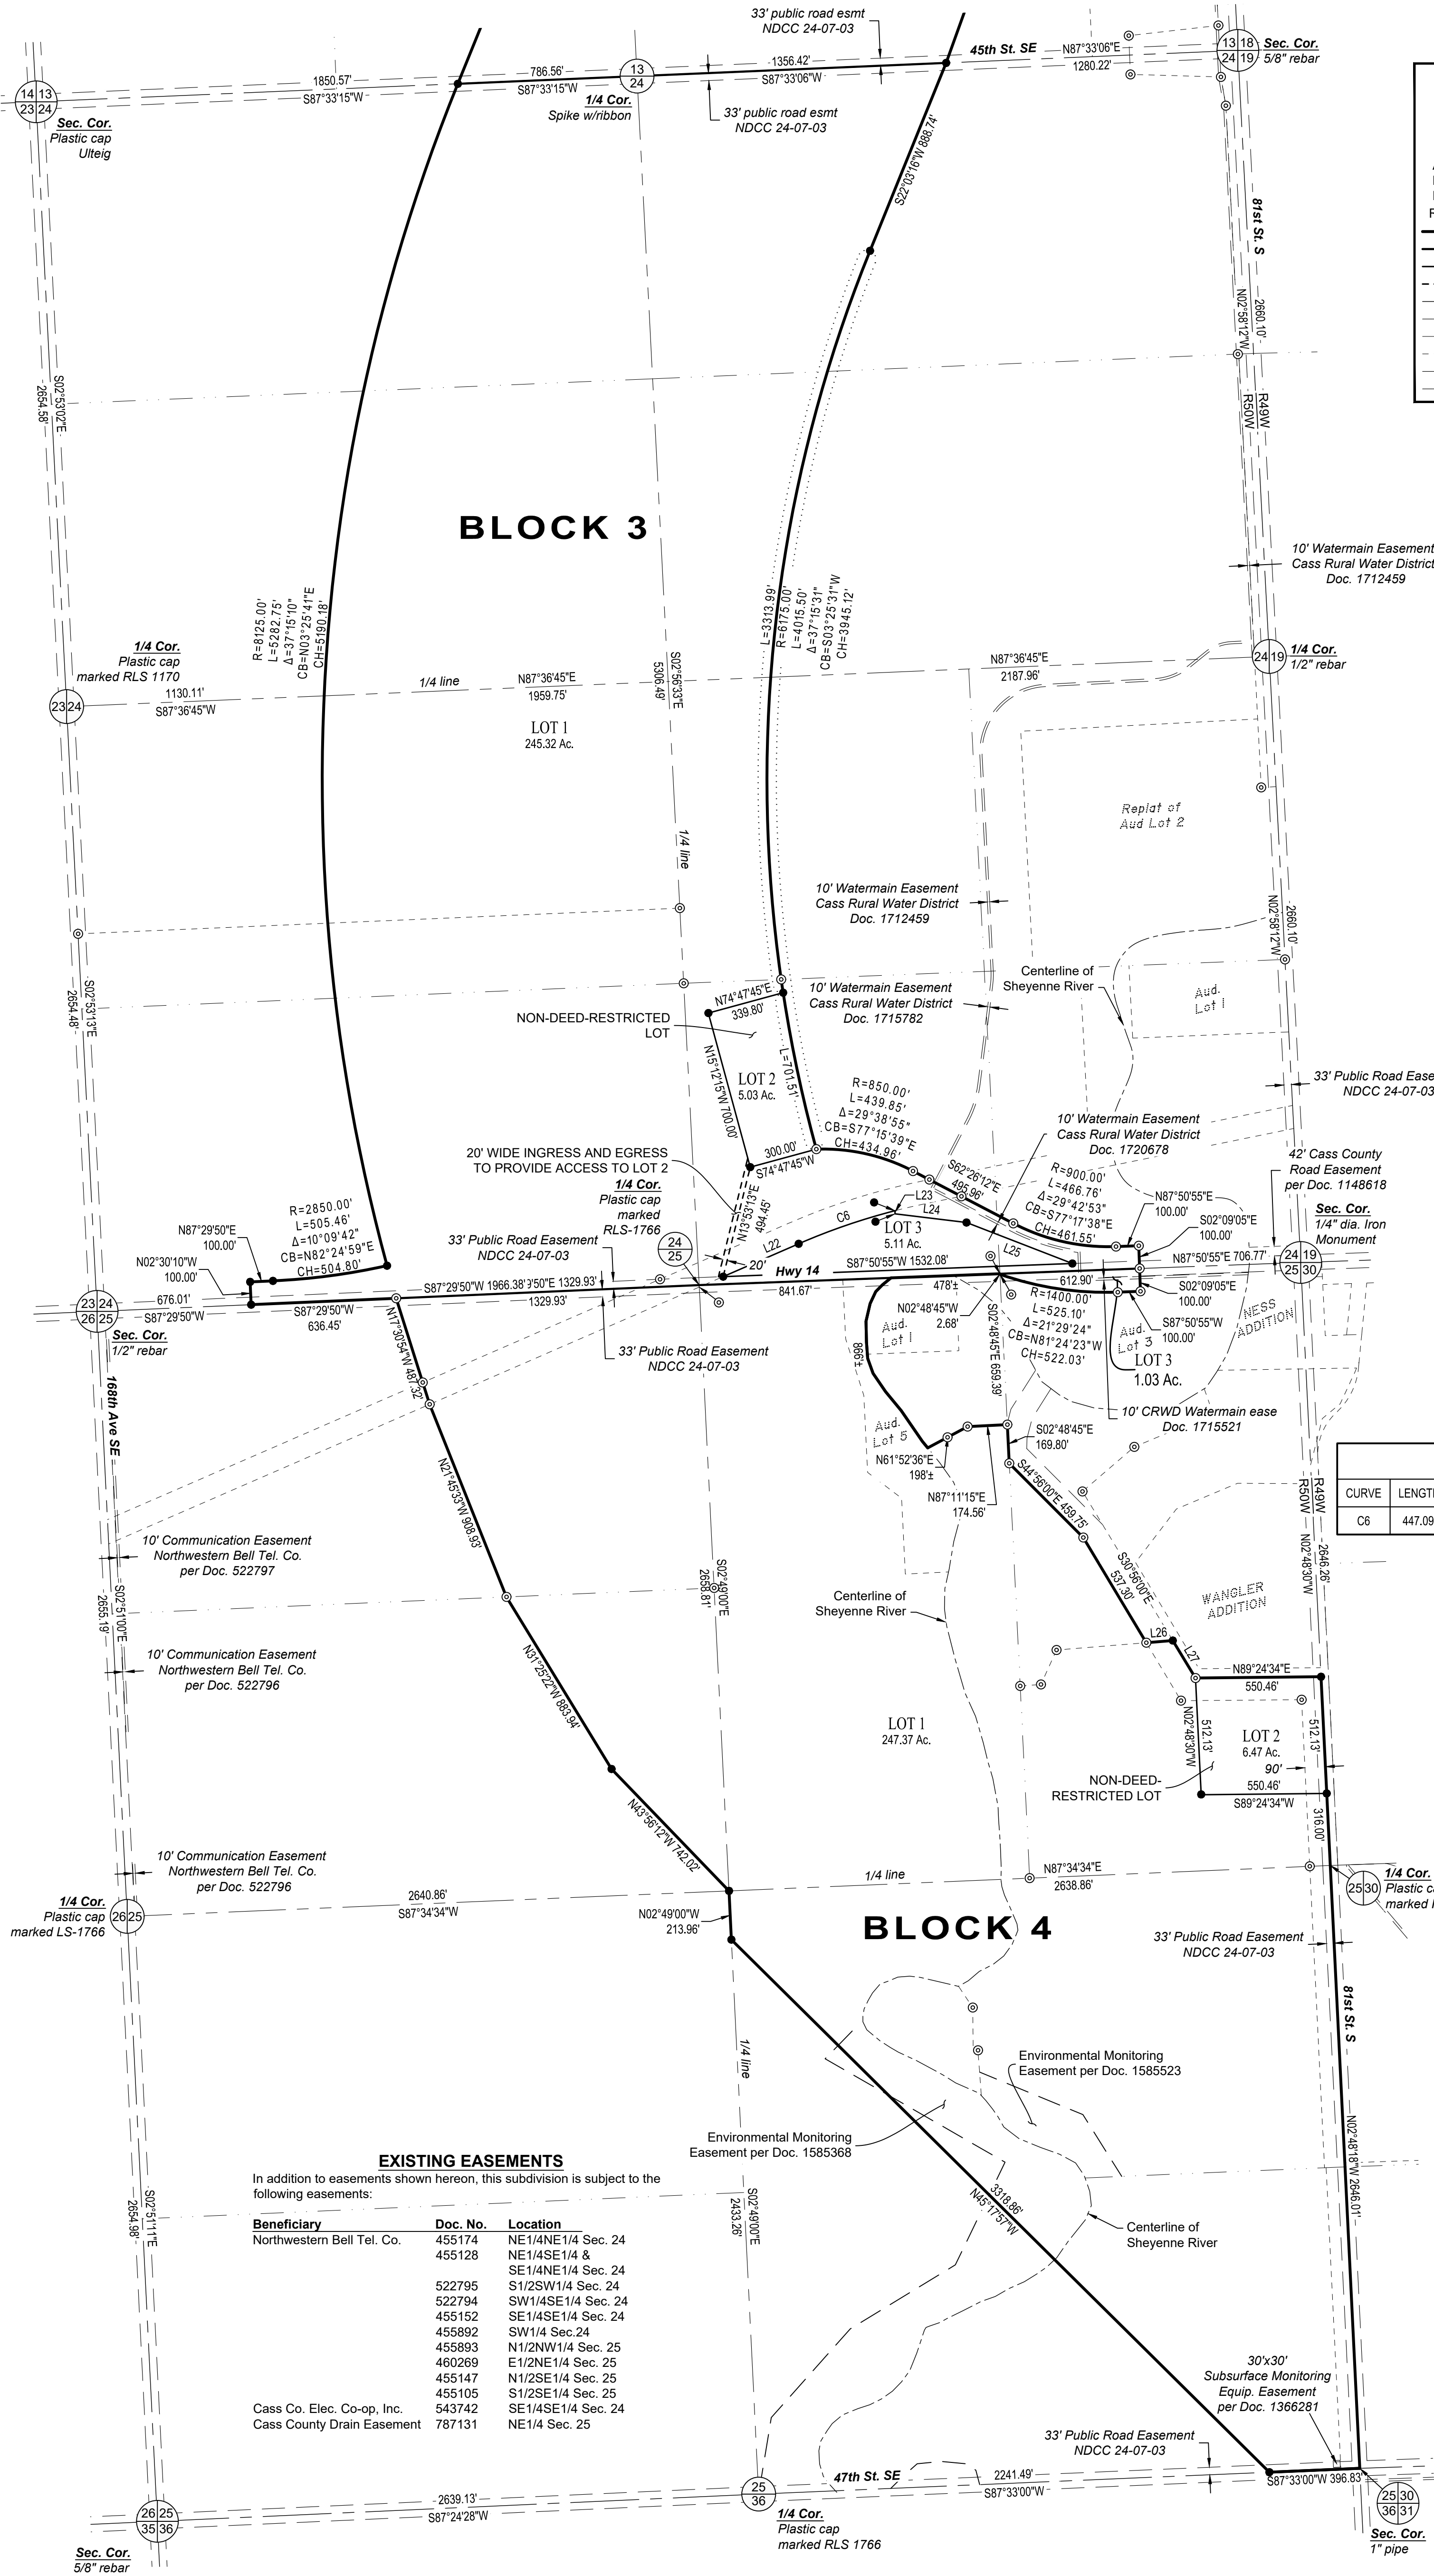 33' public road esmt
NDCC 24-07-03
45th St. SE
N87°33'06"E
1280.22'
13 18
24 19
Sec. Cor.
5/8" rebar
1850.57'
S87°33'15"W
786.56'
S87°33'15"W
13
24
1356.42'
S87°33'06"W
14 13
23 24
Sec. Cor.
Plastic cap
Ulteig
1/4 Cor.
Spike w/ribbon
33' public road esmt
NDCC 24-07-03
S22°03'16"W 888.74'
81st St. S
N02°58'12"W
2660.10'
R50W
R49W
S02°53'02"E
2654.58'
BLOCK 3
10' Watermain Easement
Cass Rural Water District
Doc. 1712459
R=8125.00'
L=5282.75'
Δ=37°15'10"
CB=N03°25'41"E
CH=5190.18'
L=3313.99'
R=6175.00'
L=4015.50'
Δ=37°15'31"
CB=S03°25'31"W
CH=3945.12'
1/4 Cor.
Plastic cap
marked RLS 1170
23 24
1130.11'
S87°36'45"W
1/4 line
N87°36'45"E
1959.75'
S02°56'33"E
5306.49'
N87°36'45"E
2187.96'
24 19
1/4 Cor.
1/2" rebar
LOT 1
245.32 Ac.
1/4 line
Replat of
Aud Lot 2
10' Watermain Easement
Cass Rural Water District
Doc. 1712459
N02°58'12"W
2660.10'
S02°53'13"E
2654.48'
Centerline of
Sheyenne River
Aud.
Lot 1
N74°47'45"E
339.80'
10' Watermain Easement
Cass Rural Water District
Doc. 1715782
NON-DEED-RESTRICTED
LOT
N15°12'15"W 700.00'
L=701.51'
LOT 2
5.03 Ac.
R=850.00'
L=439.85'
Δ=29°38'55"
CB=S77°15'39"E
CH=434.96'
33' Public Road Ease
NDCC 24-07-03
10' Watermain Easement
Cass Rural Water District
Doc. 1720678
300.00'
S74°47'45"W
20' WIDE INGRESS AND EGRESS
TO PROVIDE ACCESS TO LOT 2
S62°26'12"E
495.96'
R=900.00'
L=466.76'
Δ=29°42'53"
CB=S77°17'38"E
CH=461.55'
42' Cass County
Road Easement
per Doc. 1148618
1/4 Cor.
Plastic cap
marked
RLS-1766
N13°53'13"E
494.45'
L23
L24
C6
L22
L25
LOT 3
5.11 Ac.
N87°50'55"E
100.00'
S02°09'05"E
100.00'
Sec. Cor.
1/4" dia. Iron
Monument
N87°29'50"E
100.00'
R=2850.00'
L=505.46'
Δ=10°09'42"
CB=N82°24'59"E
CH=504.80'
N02°30'10"W
100.00'
33' Public Road Easement
NDCC 24-07-03
24
25
20'
Hwy 14
S87°50'55"W 1532.08'
N87°50'55"E 706.77'
24 19
25 30
23 24
26 25
676.01'
S87°29'50"W
S87°29'50"W
636.45'
S87°29'50"W 1966.38'
9'50"E 1329.93'
1329.93'
841.67'
478'±
612.90'
S02°09'05"E
100.00'
Sec. Cor.
1/2" rebar
N02°48'45"W
2.68'
R=1400.00'
L=525.10'
Δ=21°29'24"
CB=N81°24'23"W
CH=522.03'
S87°50'55"W
100.00'
NESS
ADDITION
Aud.
Lot 1
Aud.
Lot 3
LOT 3
1.03 Ac.
866'±
S02°48'45"E 659.39'
N17°30'54"W 487.32'
33' Public Road Easement
NDCC 24-07-03
168th Ave SE
10' CRWD Watermain ease
Doc. 1715521
Aud.
Lot 5
S02°48'45"E
169.80'
N61°52'36"E
198'±
N87°11'15"E
174.56'
N21°45'33"W 908.93'
S44°56'00"E 459.75'
R50W
R49W
CURVE
LENGTH
C6
447.09
10' Communication Easement
Northwestern Bell Tel. Co.
per Doc. 522797
S02°51'00"E
2655.19'
S02°49'00"E
2658.81'
N02°48'30"W
2646.26'
S30°56'00"E
537.30'
WANGLER
ADDITION
Centerline of
Sheyenne River
10' Communication Easement
Northwestern Bell Tel. Co.
per Doc. 522796
L26
L27
N89°24'34"E
550.46'
N31°25'22"W 883.94'
LOT 1
247.37 Ac.
N02°48'30"W
512.13'
512.13'
LOT 2
6.47 Ac.
90'
NON-DEED-
RESTRICTED LOT
550.46'
S89°24'34"W
316.00'
N43°56'12"W 742.02'
10' Communication Easement
Northwestern Bell Tel. Co.
per Doc. 522796
1/4 Cor.
Plastic cap
marked LS-1766
26 25
2640.86'
S87°34'34"W
1/4 line
N87°34'34"E
2638.86'
25 30
1/4 Cor.
Plastic c
marked
N02°49'00"W
213.96'
BLOCK 4
33' Public Road Easement
NDCC 24-07-03
81st St. S
1/4 line
Environmental Monitoring
Easement per Doc. 1585523
Environmental Monitoring
Easement per Doc. 1585368
N02°48'18"W 2646.01'
3318.86'
N45°17'57"W
Centerline of
Sheyenne River
S02°51'11"E
2654.98'
S02°49'00"E
2433.26'
EXISTING EASEMENTS
In addition to easements shown hereon, this subdivision is subject to the
following easements:
Beneficiary Doc. No. Location
Northwestern Bell Tel. Co. 455174 NE1/4NE1/4 Sec. 24
455128 NE1/4SE1/4 &
SE1/4NE1/4 Sec. 24
522795 S1/2SW1/4 Sec. 24
522794 SW1/4SE1/4 Sec. 24
455152 SE1/4SE1/4 Sec. 24
455892 SW1/4 Sec.24
455893 N1/2NW1/4 Sec. 25
460269 E1/2NE1/4 Sec. 25
455147 N1/2SE1/4 Sec. 25
455105 S1/2SE1/4 Sec. 25
Cass Co. Elec. Co-op, Inc. 543742 SE1/4SE1/4 Sec. 24
Cass County Drain Easement 787131 NE1/4 Sec. 25
30'x30'
Subsurface Monitoring
Equip. Easement
per Doc. 1366281
33' Public Road Easement
NDCC 24-07-03
47th St. SE
2241.49'
S87°33'00"W
S87°33'00"W 396.83'
25
36
1/4 Cor.
Plastic cap
marked RLS 1766
2639.13'
S87°24'28"W
26 25
35 36
Sec. Cor.
5/8" rebar
25 30
36 31
Sec. Cor.
1" pipe